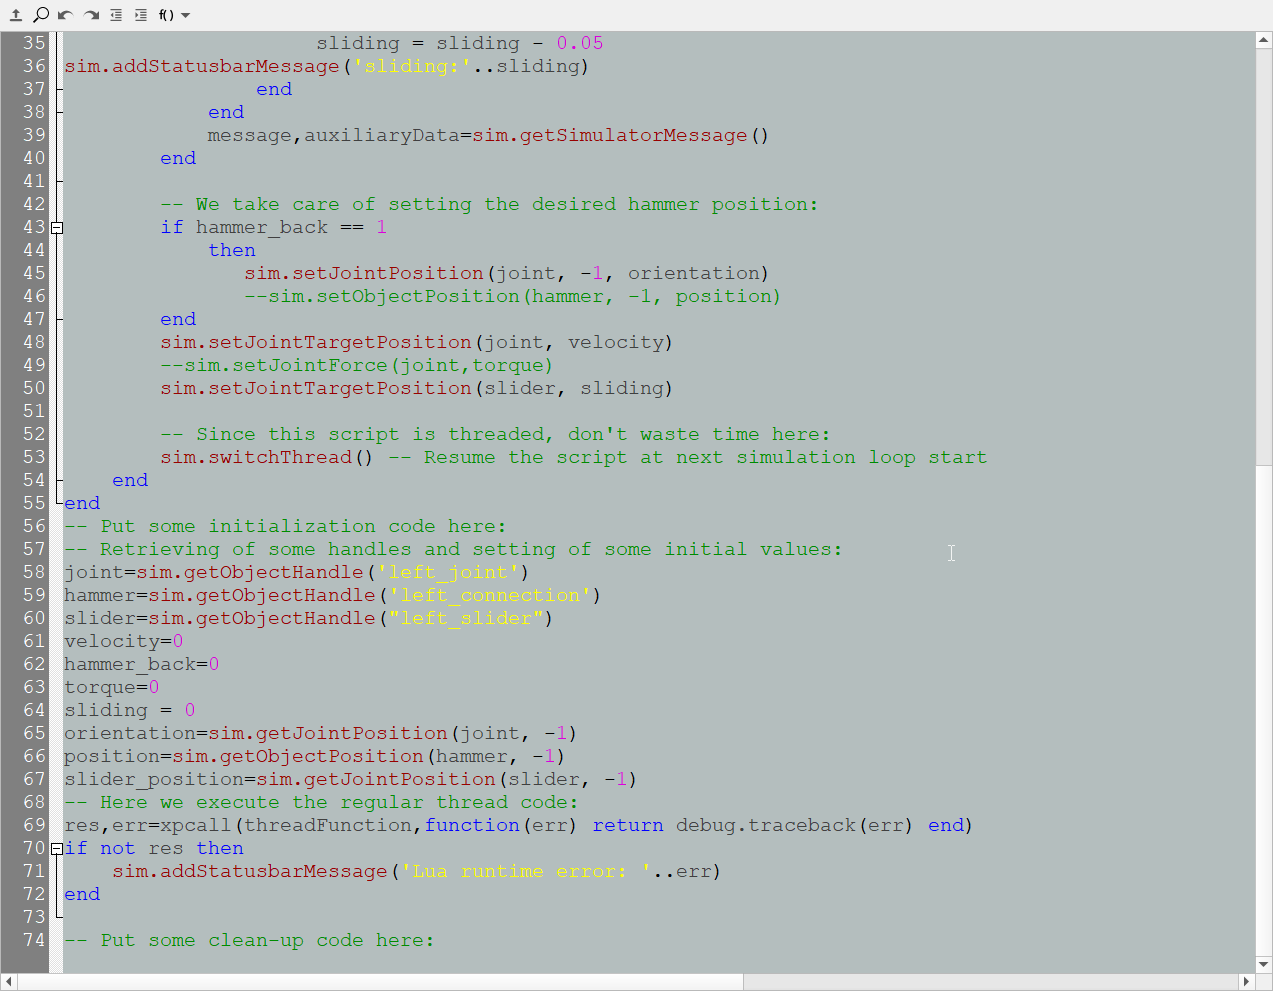 f()
35 sliding = sliding - 0.05
36 sim.addStatusbarMessage('sliding:'..sliding)
37 end
38 end
39 message,auxiliaryData=sim.getSimulatorMessage()
40 end
41
42 -- We take care of setting the desired hammer position:
43 if hammer_back == 1
44 then
45 sim.setJointPosition(joint, -1, orientation)
46 --sim.setObjectPosition(hammer, -1, position)
47 end
48 sim.setJointTargetPosition(joint, velocity)
49 --sim.setJointForce(joint,torque)
50 sim.setJointTargetPosition(slider, sliding)
51
52 -- Since this script is threaded, don't waste time here:
53 sim.switchThread() -- Resume the script at next simulation loop start
54 end
55 end
56 -- Put some initialization code here:
57 -- Retrieving of some handles and setting of some initial values:
58 joint=sim.getObjectHandle('left_joint')
59 hammer=sim.getObjectHandle('left_connection')
60 slider=sim.getObjectHandle("left_slider")
61 velocity=0
62 hammer_back=0
63 torque=0
64 sliding = 0
65 orientation=sim.getJointPosition(joint, -1)
66 position=sim.getObjectPosition(hammer, -1)
67 slider_position=sim.getJointPosition(slider, -1)
68 -- Here we execute the regular thread code:
69 res,err=xpcall(threadFunction,function(err) return debug.traceback(err) end)
70 if not res then
71 sim.addStatusbarMessage('Lua runtime error: '..err)
72 end
73
74 -- Put some clean-up code here: